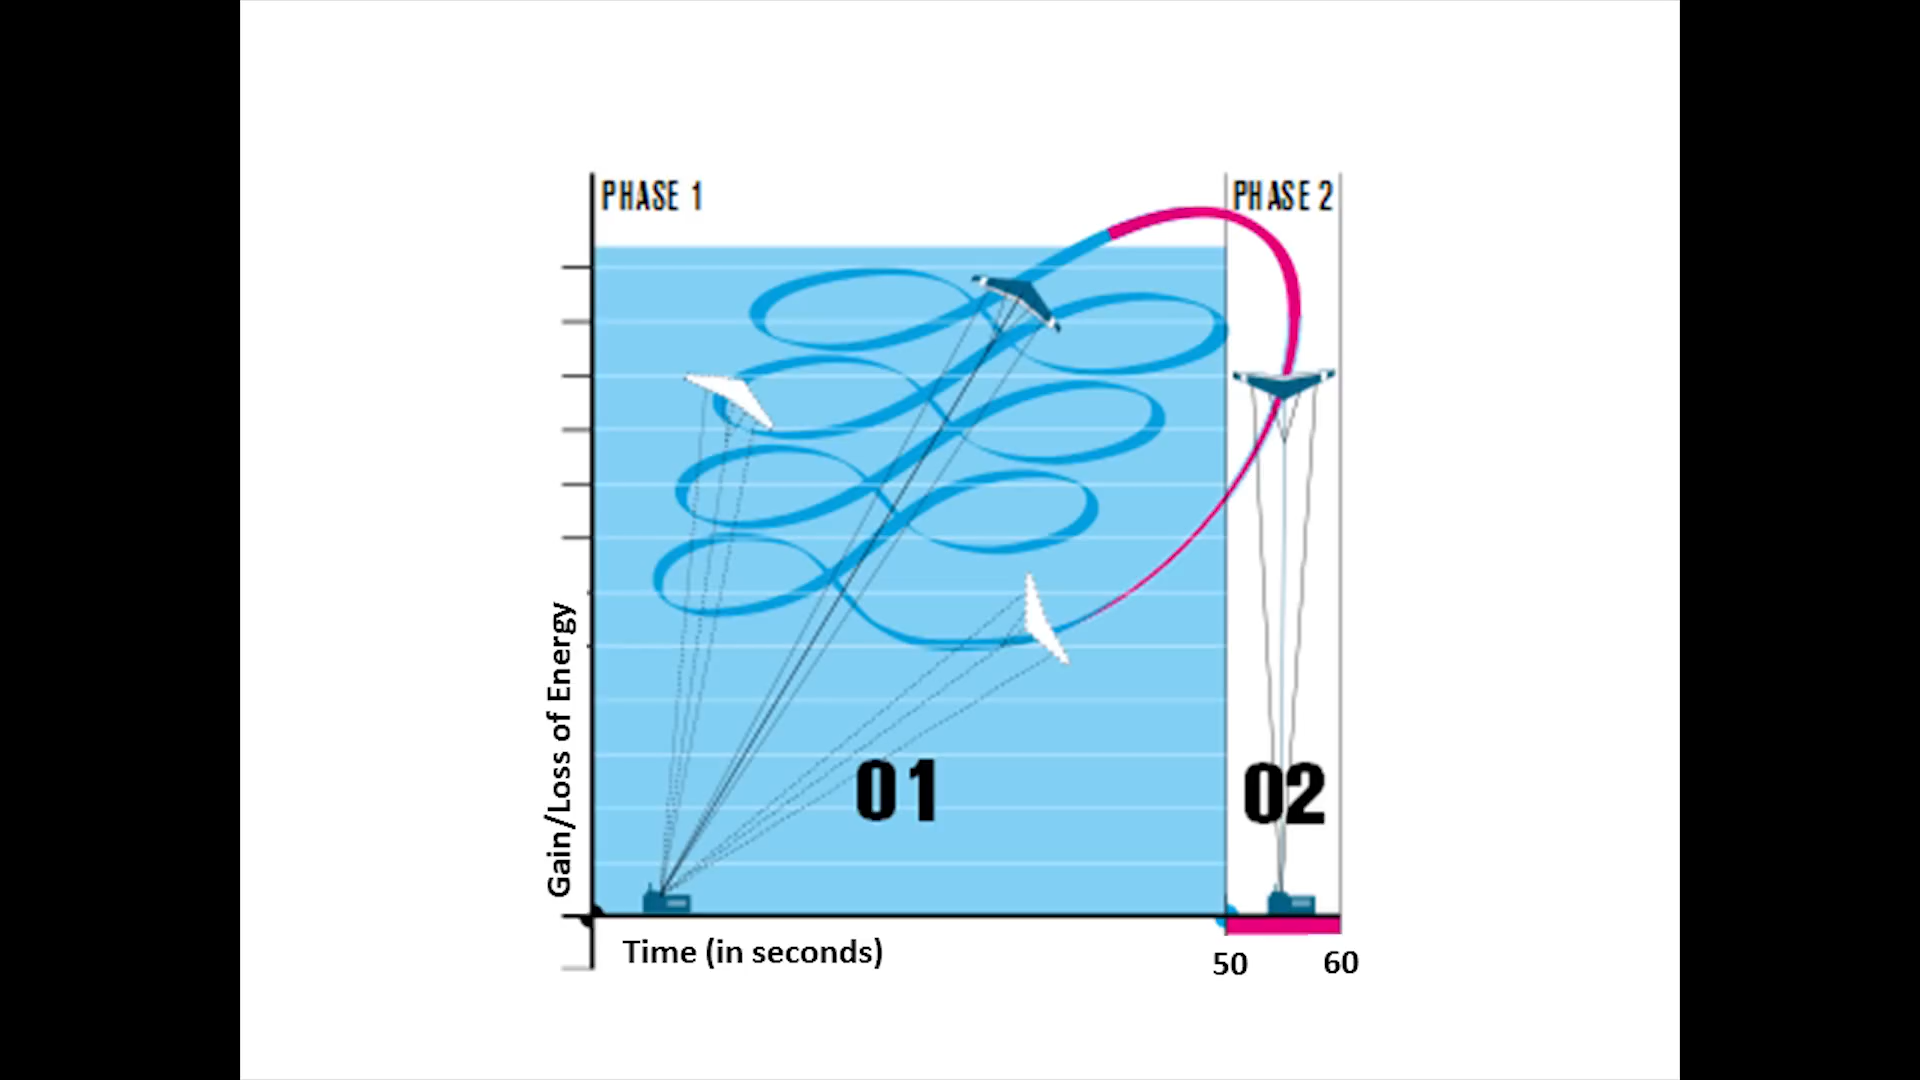 PHASE 1
PHASE 2
Gain/Loss of Energy
01
02
Time (in seconds)
50
60